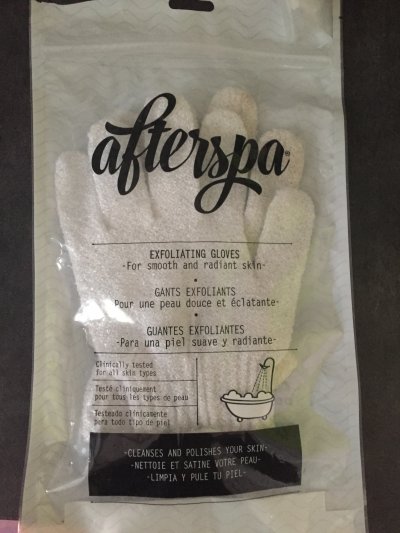 afterspa®
EXFOLIATING GLOVES
-For smooth and radiant skin-
GANTS EXFOLIANTS
-Pour une peau douce et éclatante-
GUANTES EXFOLIANTES
-Para una piel suave y radiante-
Clinically tested
for all skin types
Testé cliniquement
pour tous les types de peau
Testeado clínicamente
para todo tipo de piel
-CLEANSES AND POLISHES YOUR SKIN-
-NETTOIE ET SATINE VOTRE PEAU-
-LIMPIA Y PULE TU PIEL-